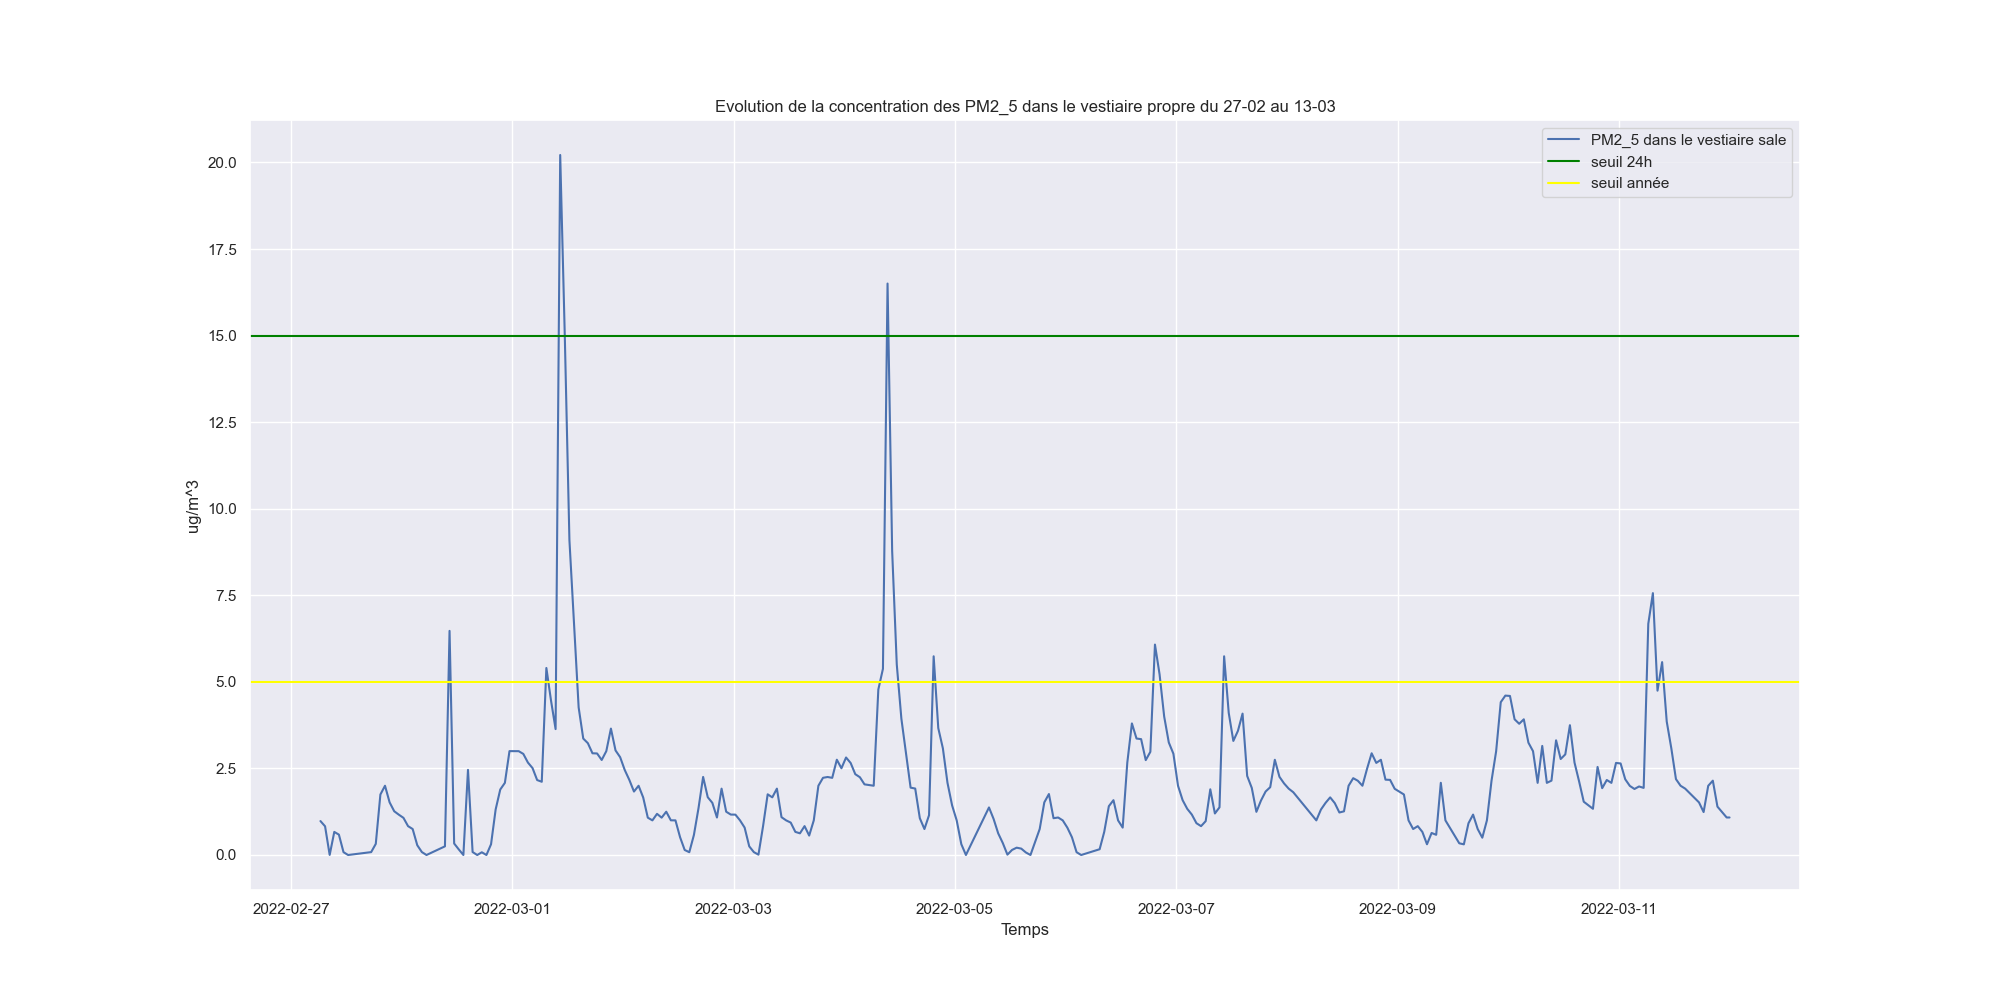 Evolution de la concentration des PM2_5 dans le vestiaire propre du 27-02 au 13-03
PM2_5 dans le vestiaire sale
seuil 24h
seuil année
20.0
17.5
15.0
12.5
10.0
7.5
5.0
2.5
0.0
ug/m^3
2022-02-27
2022-03-01
2022-03-03
2022-03-05
2022-03-07
2022-03-09
2022-03-11
Temps